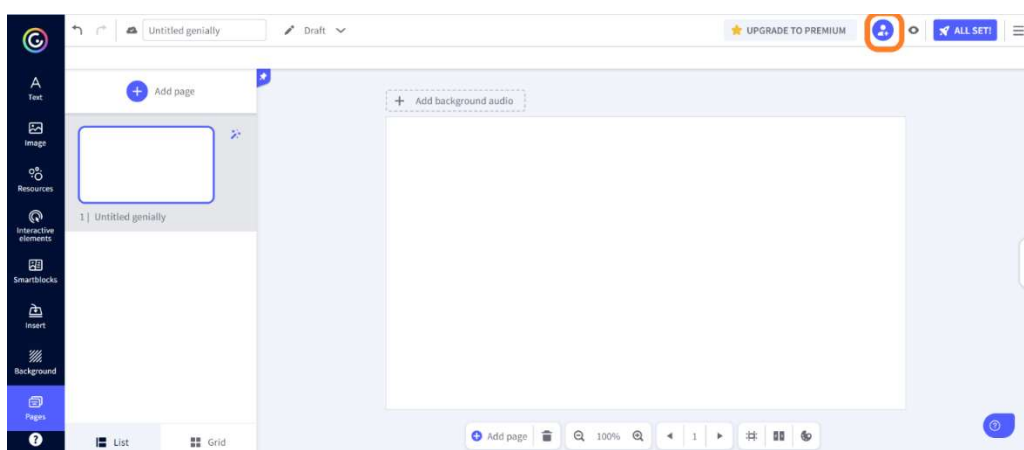 Untitled genially
Draft
UPGRADE TO PREMIUM
ALL SET!
Text
Image
Resources
Interactive
elements
Smartblocks
Insert
Background
Pages
?
Add page
1 | Untitled genially
List
Grid
Add background audio
Add page
100%
1
?